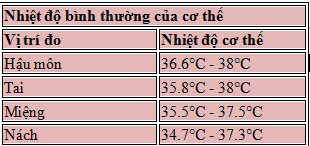 Nhiệt độ bình thường của cơ thể
Vị trí đo Nhiệt độ cơ thể
Hậu môn 36.6°C - 38°C
Tai 35.8°C - 38°C
Miệng 35.5°C - 37.5°C
Nách 34.7°C - 37.3°C